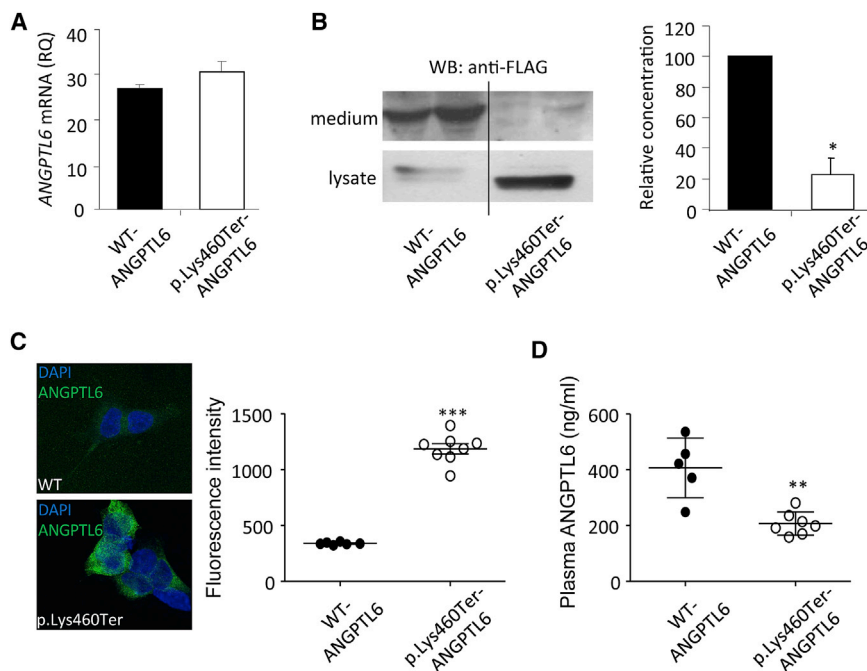 A
ANGPTL6 mRNA (RQ)
40
30
20
10
0
WT-
ANGPTL6
p.Lys460Ter-
ANGPTL6
B
WB: anti-FLAG
medium
lysate
WT-
ANGPTL6
p.Lys460Ter-
ANGPTL6
Relative concentration
120
100
80
60
40
20
0
*
WT-
ANGPTL6
p.Lys460Ter-
ANGPTL6
C
DAPI
ANGPTL6
WT
DAPI
ANGPTL6
p.Lys460Ter
Fluorescence intensity
1500
1000
500
0
***
WT-
ANGPTL6
p.Lys460Ter-
ANGPTL6
D
Plasma ANGPTL6 (ng/ml)
600
400
200
0
**
WT-
ANGPTL6
p.Lys460Ter-
ANGPTL6